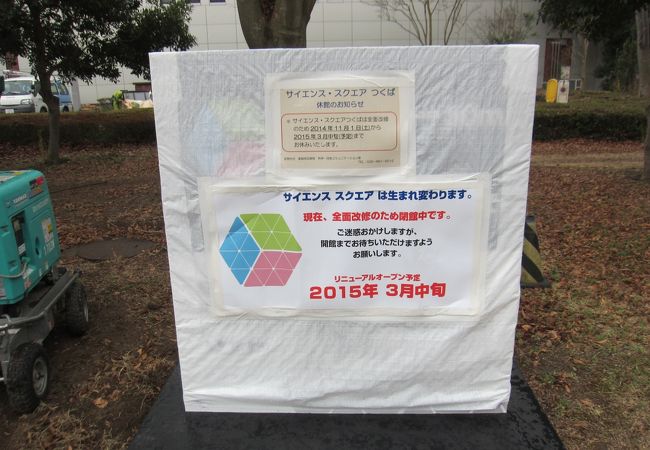 サイエンス・スクエア つくば
休館のお知らせ
※サイエンス・スクエアつくばは全面改修
のため2014年11月1日(土)から
2015年3月中旬(予定)まで
お休みいたします。
サイエンス スクエア は生まれ変わります。
現在、全面改修のため閉館中です。
ご迷惑おかけしますが、
開館までお待ちいただけますよう
お願いします。
リニューアルオープン予定
2015年 3月中旬